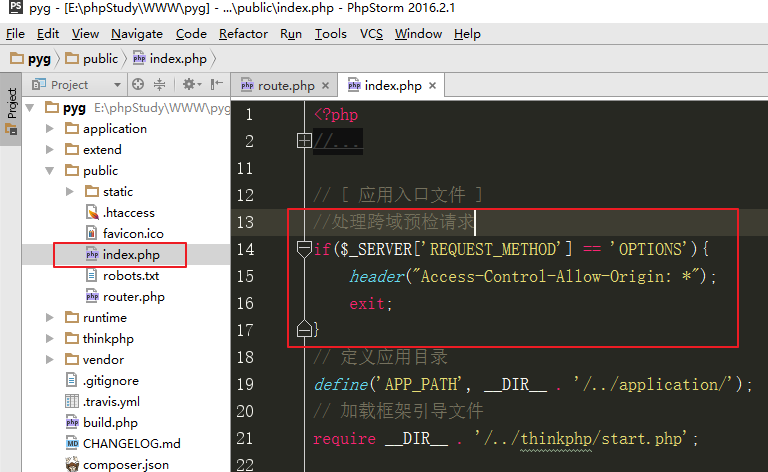 PS pyg - [E:\phpStudy\WWW\pyg] - ...\public\index.php - PhpStorm 2016.2.1
File Edit View Navigate Code Refactor Run Tools VCS Window Help
pyg public index.php
Project
Project route.php × index.php ×
pyg E:\phpStudy\WWW\pyg
application
extend
public
static
.htaccess
favicon.ico
index.php
robots.txt
router.php
runtime
thinkphp
vendor
.gitignore
.travis.yml
build.php
CHANGELOG.md
composer.json
1 <?php
2 //...
11
12 // [ 应用入口文件 ]
13 //处理跨域预检请求
14 if($_SERVER['REQUEST_METHOD'] == 'OPTIONS'){
15 header("Access-Control-Allow-Origin: *");
16 exit;
17 }
18 // 定义应用目录
19 define('APP_PATH', __DIR__ . '/../application/');
20 // 加载框架引导文件
21 require __DIR__ . '/../thinkphp/start.php';
22